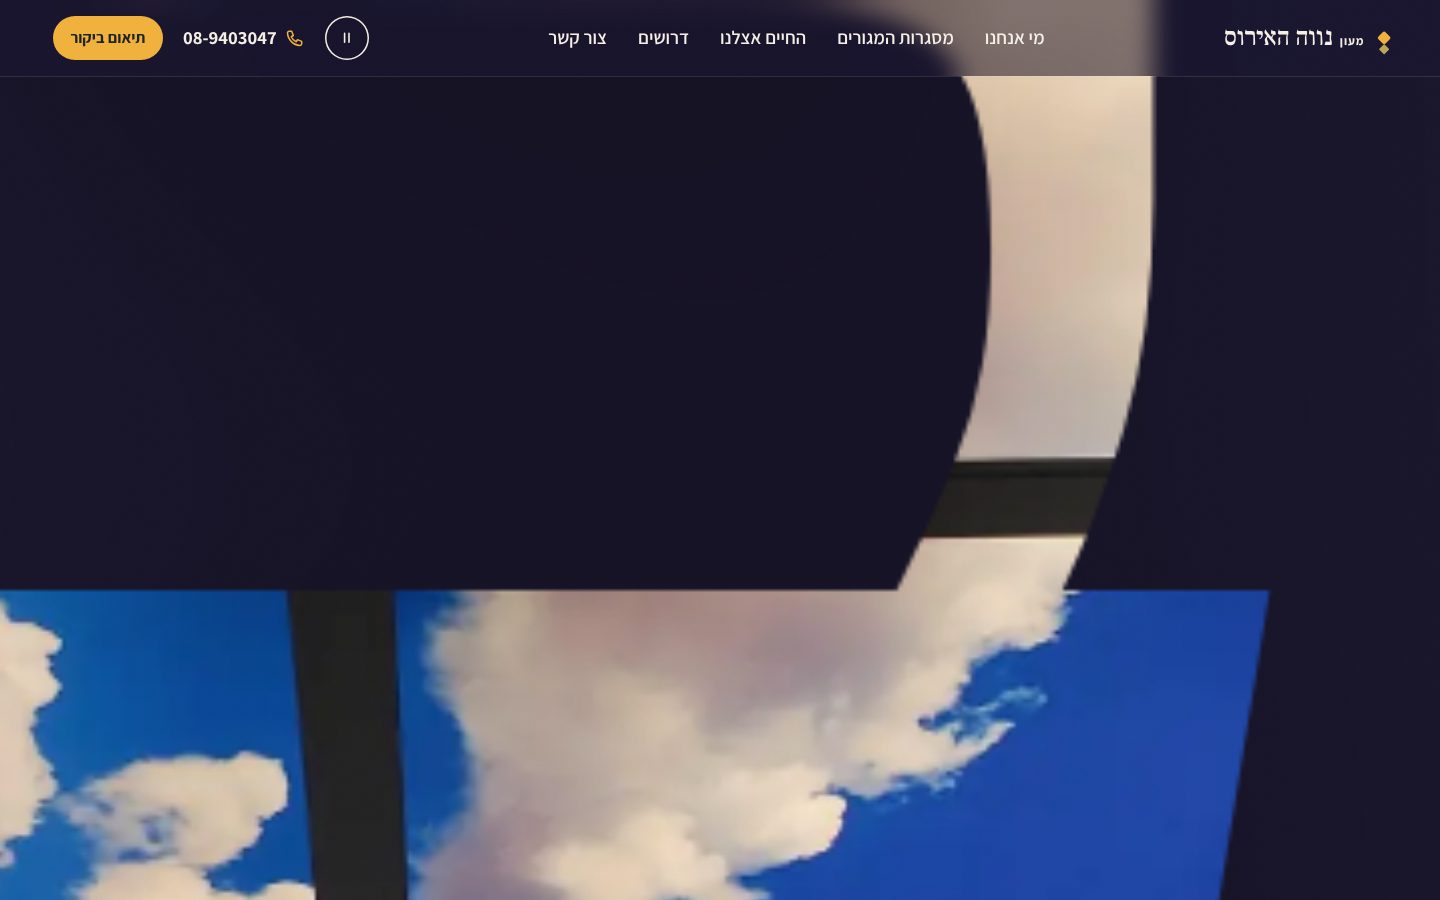 מעון נווה האירוס
מי אנחנו
מסגרות המגורים
החיים אצלנו
דרושים
צור קשר
08-9403047
תיאום ביקור